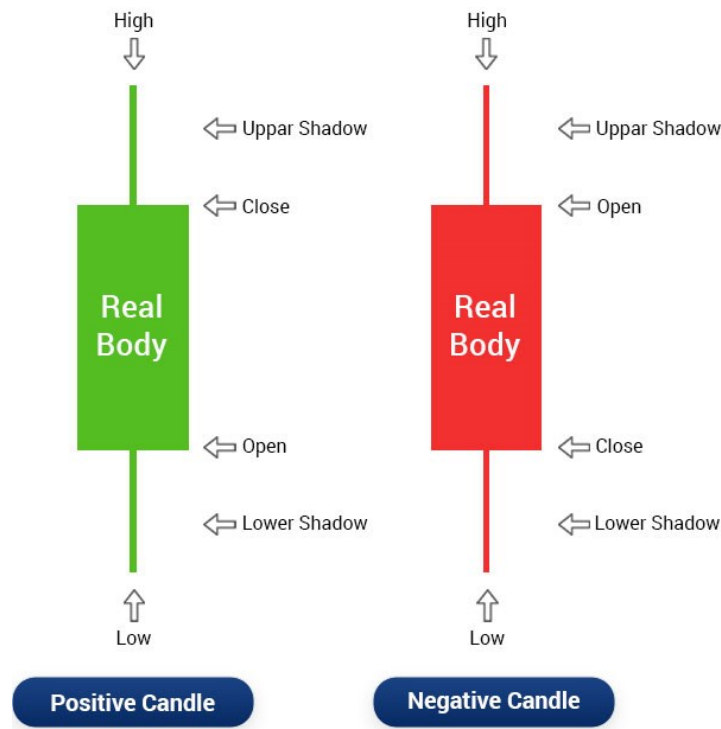 High
Uppar Shadow
Close
Real
Body
Open
Lower Shadow
Low
Positive Candle
High
Uppar Shadow
Open
Real
Body
Close
Lower Shadow
Low
Negative Candle